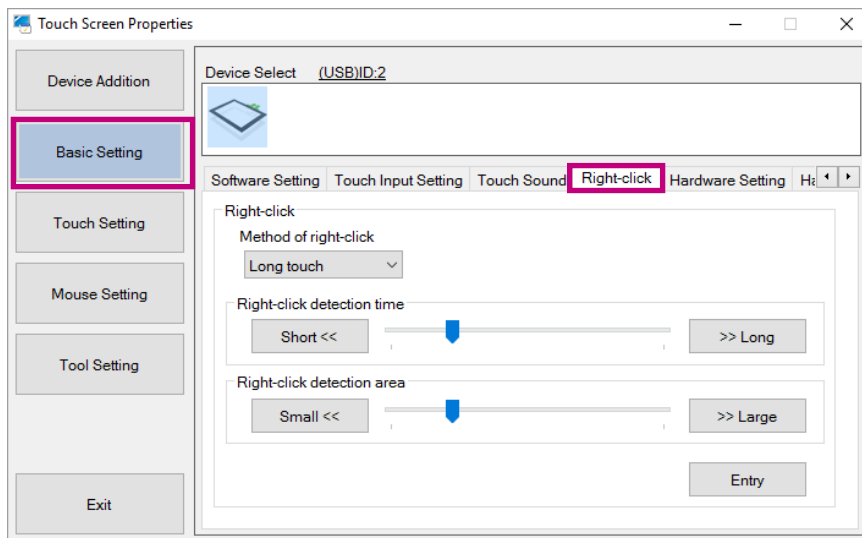 Touch Screen Properties
Device Addition
Basic Setting
Touch Setting
Mouse Setting
Tool Setting
Exit
Device Select (USB)ID:2
Software Setting Touch Input Setting Touch Sound Right-click Hardware Setting
Right-click
Method of right-click
Long touch
Right-click detection time
Short << >> Long
Right-click detection area
Small << >> Large
Entry